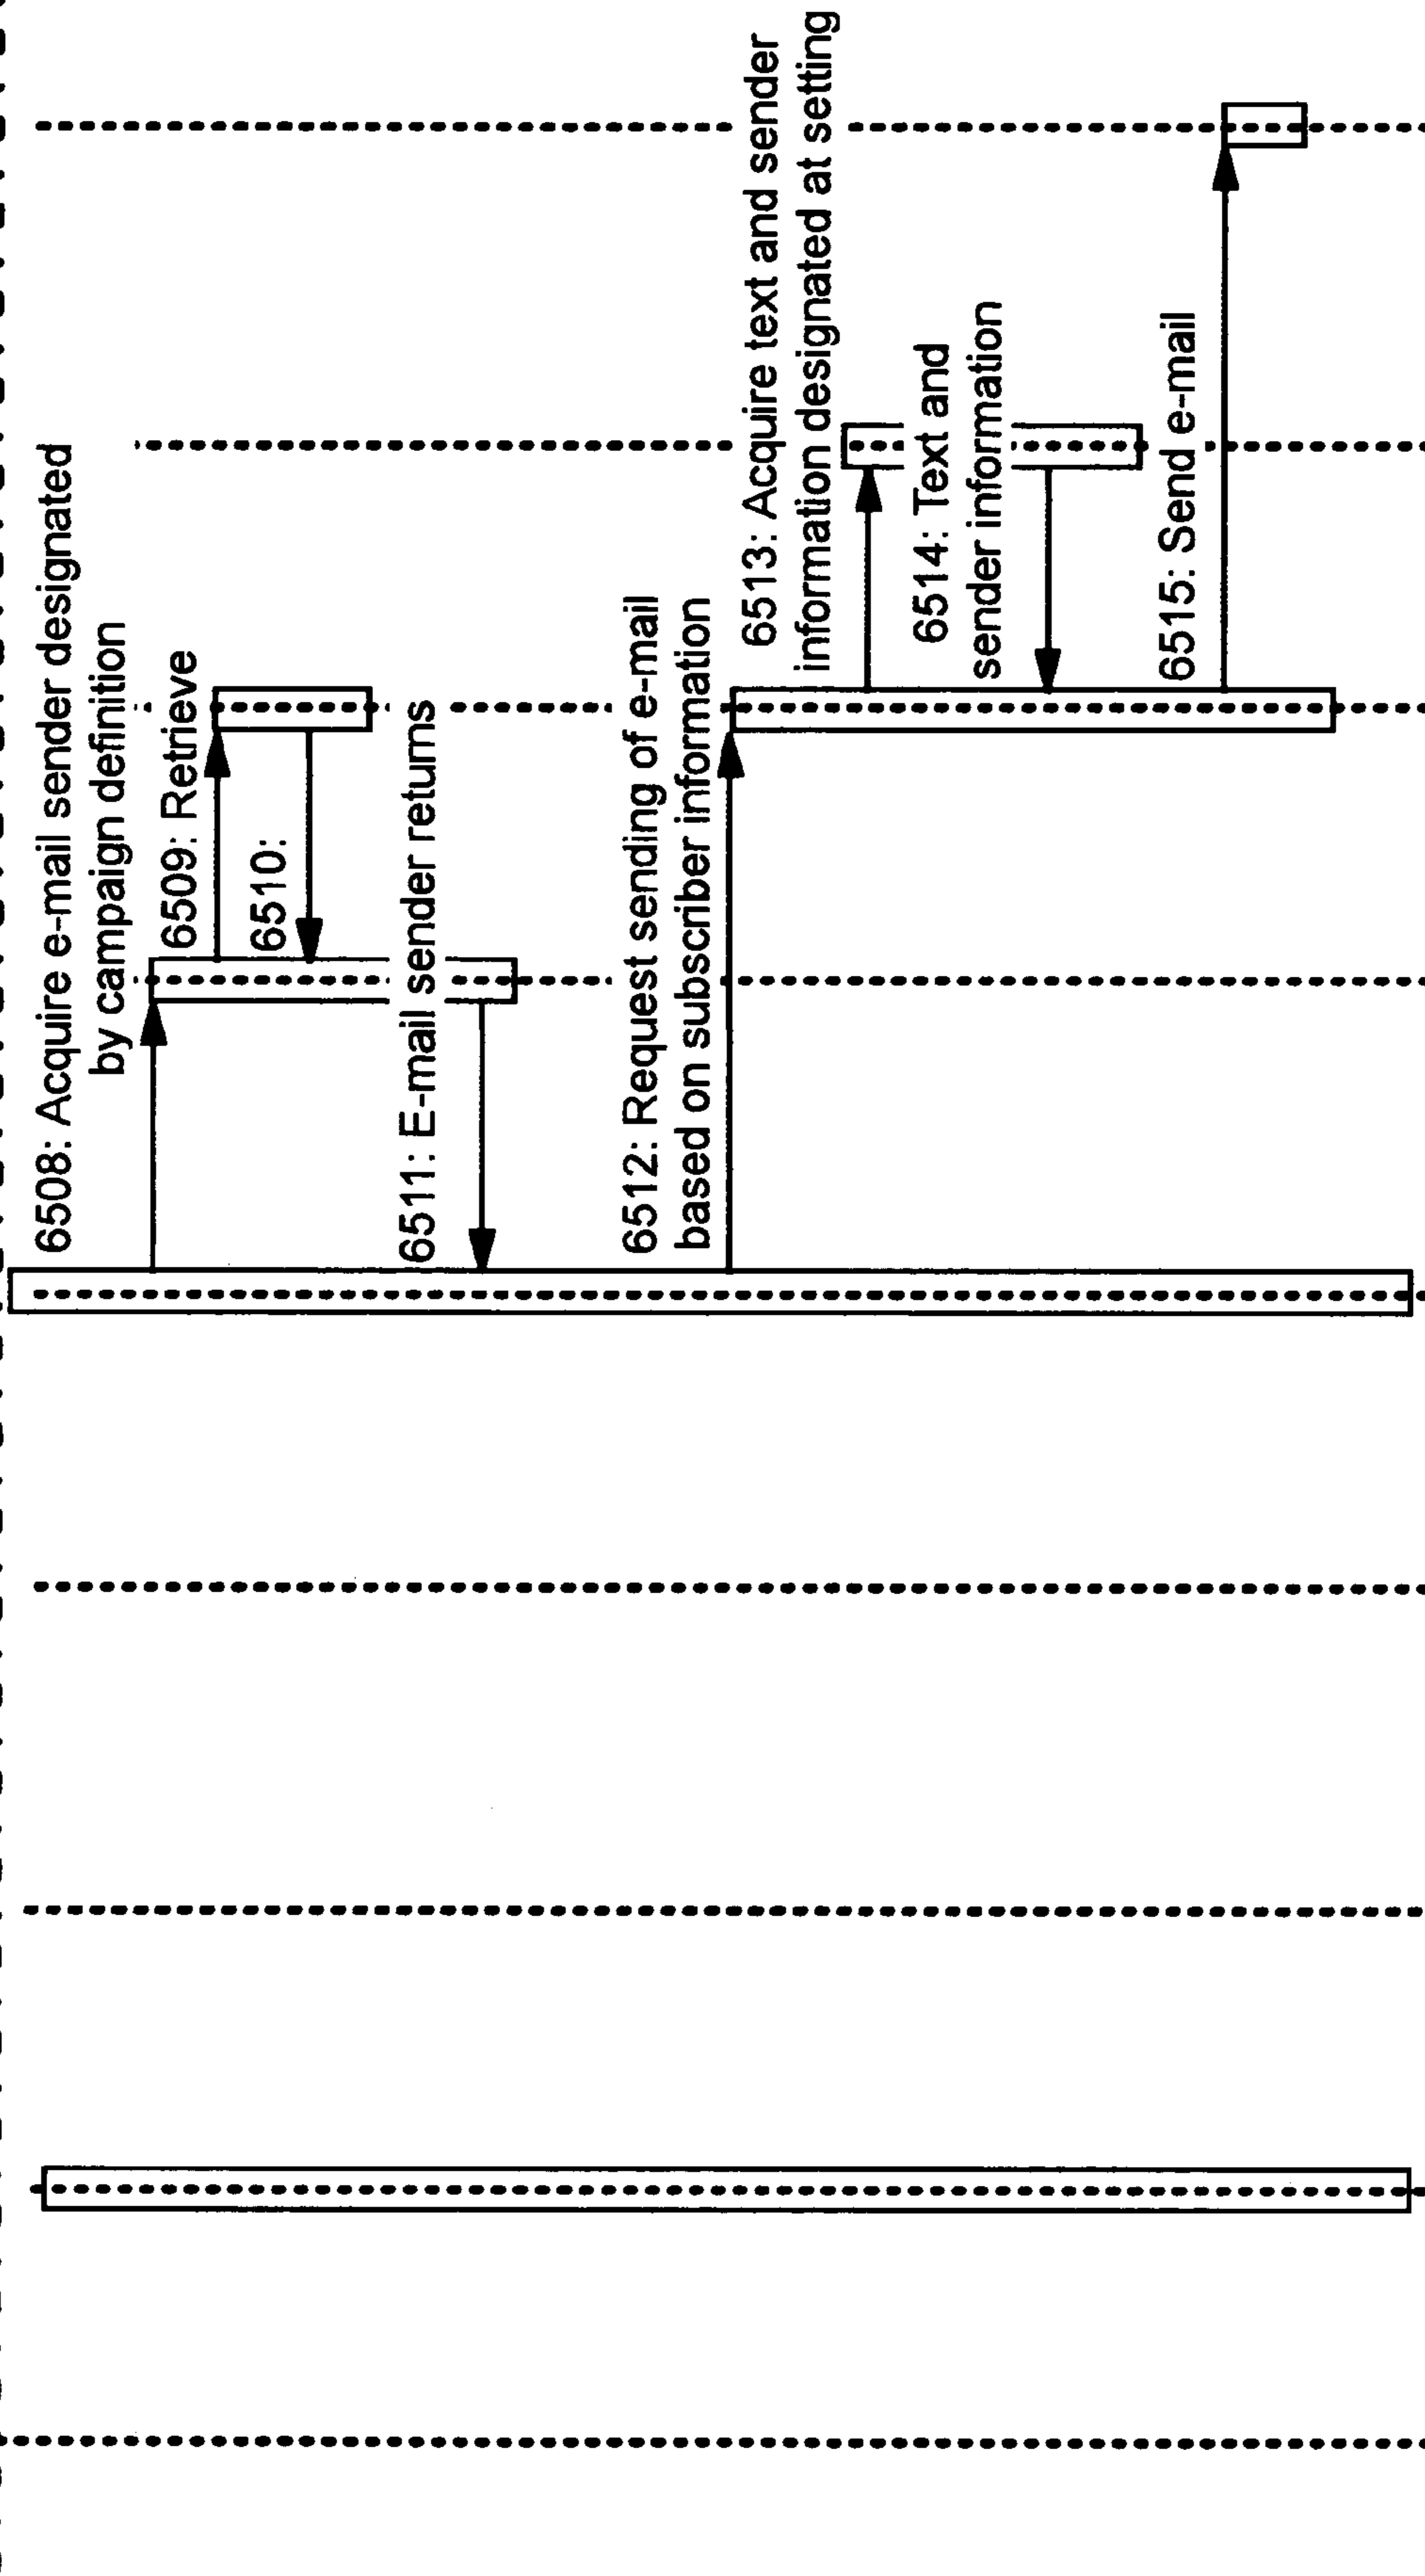 6508: Acquire e-mail sender designated
by campaign definition
6509: Retrieve
6510:
6511: E-mail sender returns
6512: Request sending of e-mail
based on subscriber information
6513: Acquire text and sender
information designated at setting
6514: Text and
sender information
6515: Send e-mail